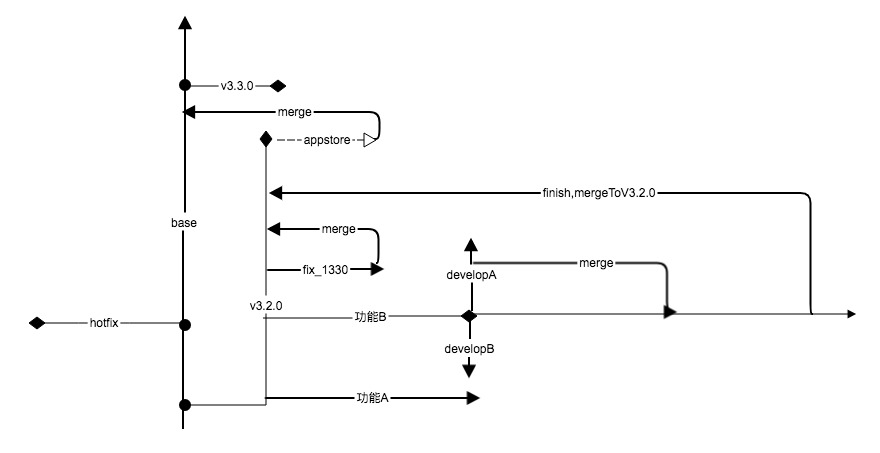 v3.3.0
merge
appstore
finish,mergeToV3.2.0
base
merge
merge
fix_1330
developA
v3.2.0
功能B
hotfix
developB
功能A